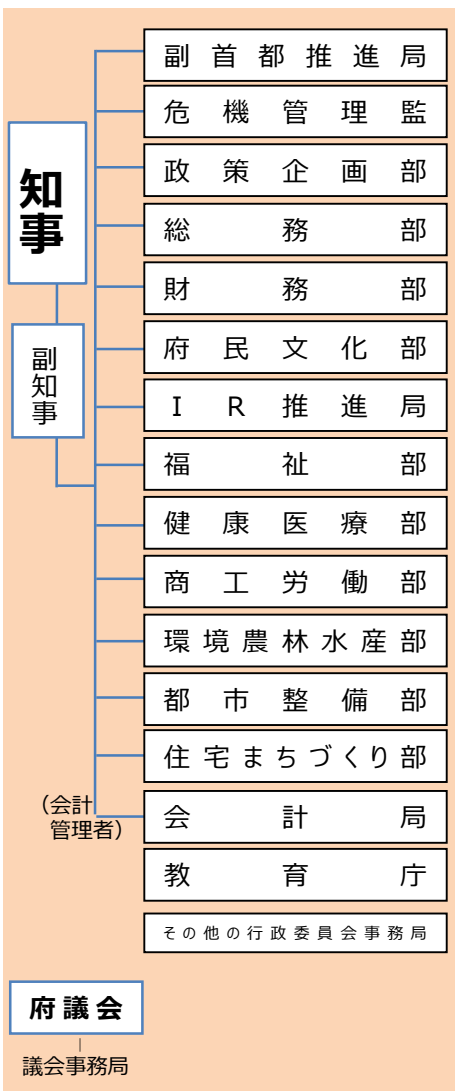 知事
副知事
副首都推進局
危機管理監
政策企画部
総務部
財務部
府民文化部
IR推進局
福祉部
健康医療部
商工労働部
環境農林水産部
都市整備部
住宅まちづくり部
(会計
管理者)
会計局
教育庁
その他の行政委員会事務局
府議会
議会事務局